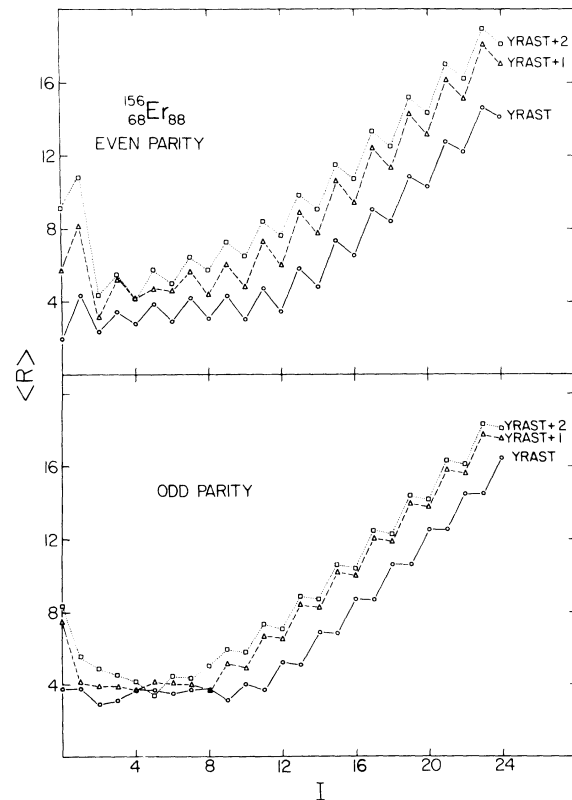 YRAST+2
YRAST+1
YRAST
16
12
8
4
156
68Er88
EVEN PARITY
<R>
YRAST+2
YRAST+1
YRAST
ODD PARITY
16
12
8
4
4 8 12 16 20 24 28
I